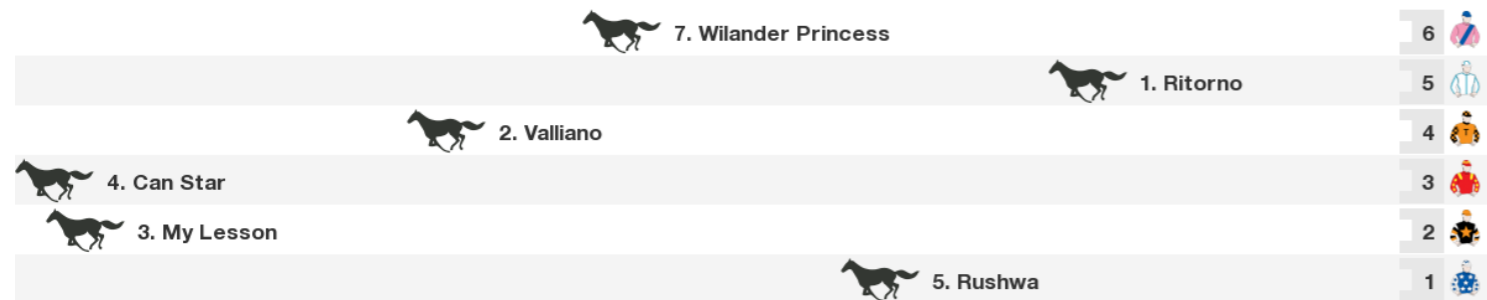 7. Wilander Princess 6
1. Ritorno 5
2. Valliano 4 T
4. Can Star 3
3. My Lesson 2
5. Rushwa 1